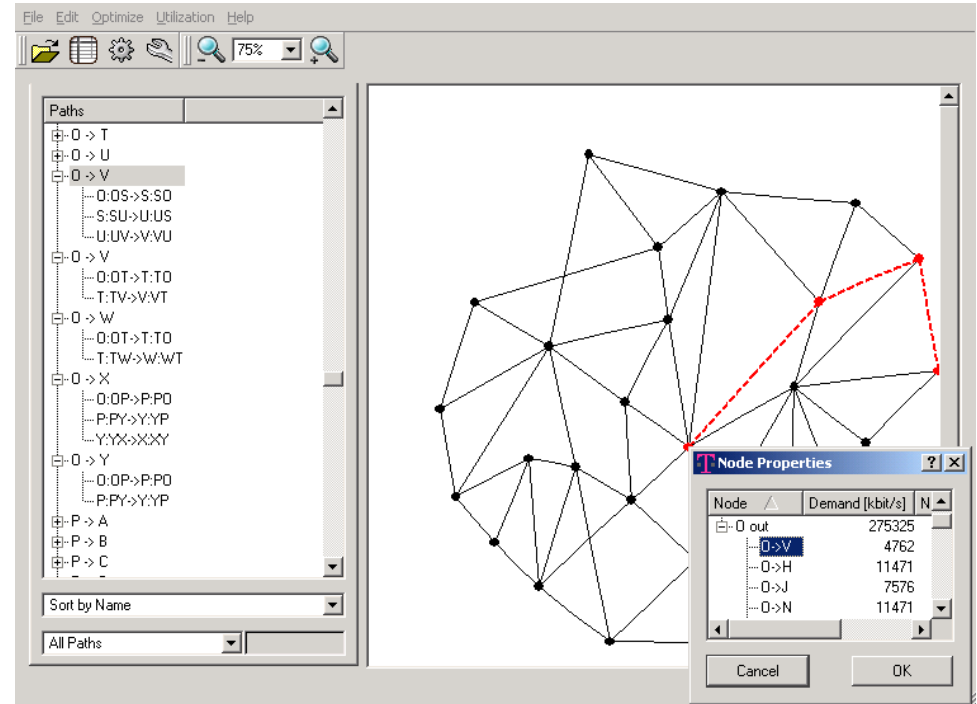 File Edit Optimize Utilization Help
75%
Paths
O -> T
O -> U
O -> V
O:OS->S:SO
S:SU->U:US
U:UV->V:VU
O -> V
O:OT->T:TO
T:TV->V:VT
O -> W
O:OT->T:TO
T:TW->W:WT
O -> X
O:OP->P:PO
P:PY->Y:YP
Y:YX->X:XY
O -> Y
O:OP->P:PO
P:PY->Y:YP
P -> A
P -> B
P -> C
Sort by Name
All Paths
T Node Properties
Node Demand [kbit/s] N
O out 275325
O->V 4762
O->H 11471
O->J 7576
O->N 11471
Cancel OK